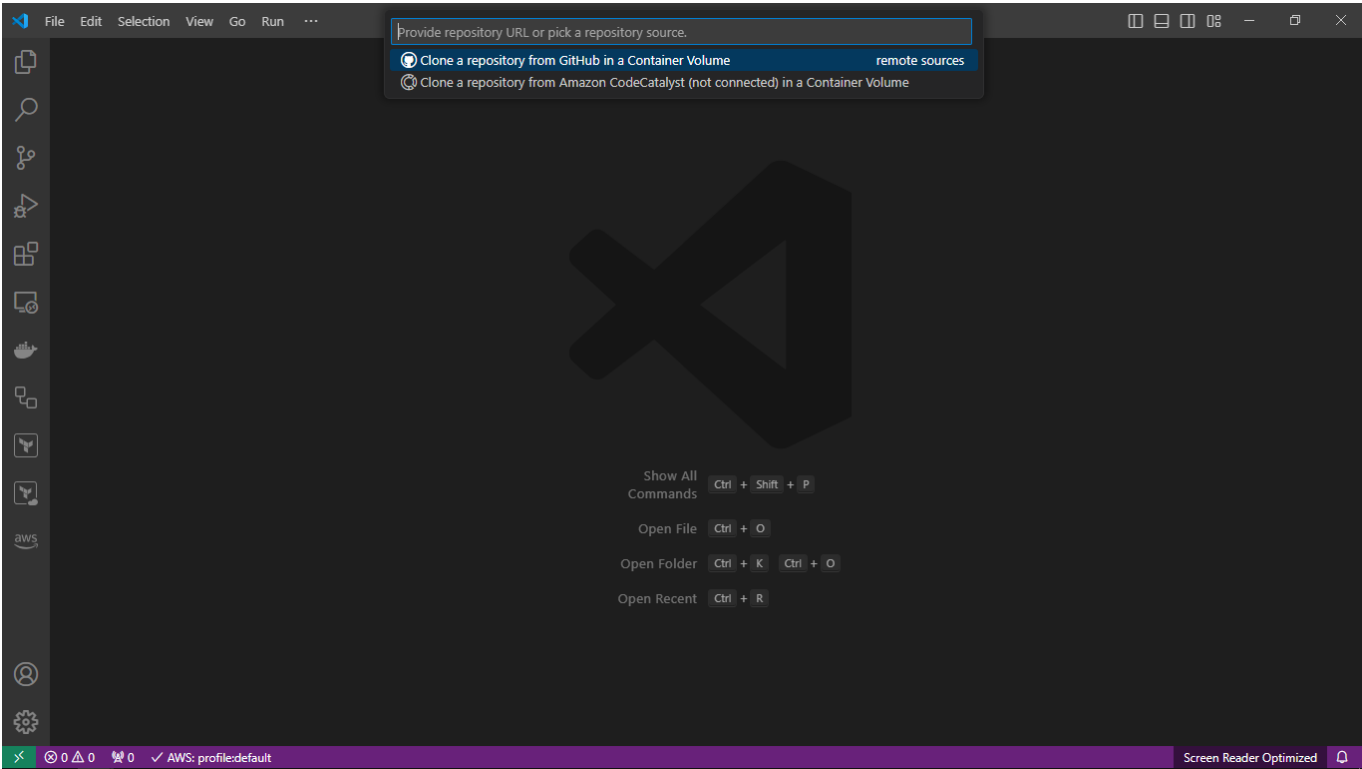 File Edit Selection View Go Run ···
Provide repository URL or pick a repository source.
Clone a repository from GitHub in a Container Volume remote sources
Clone a repository from Amazon CodeCatalyst (not connected) in a Container Volume
Show All
Commands Ctrl + Shift + P
Open File Ctrl + O
Open Folder Ctrl + K Ctrl + O
Open Recent Ctrl + R
aws
0 0 0 AWS: profile:default Screen Reader Optimized